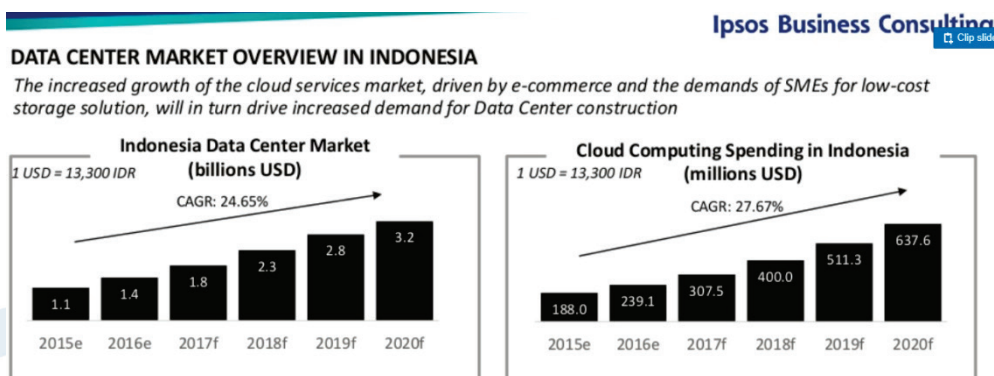 Ipsos Business Consulting
Clip slide
DATA CENTER MARKET OVERVIEW IN INDONESIA
The increased growth of the cloud services market, driven by e-commerce and the demands of SMEs for low-cost
storage solution, will in turn drive increased demand for Data Center construction
Indonesia Data Center Market
(billions USD)
1 USD = 13,300 IDR
CAGR: 24.65%
1.1
1.4
1.8
2.3
2.8
3.2
2015e 2016e 2017f 2018f 2019f 2020f
Cloud Computing Spending in Indonesia
(millions USD)
1 USD = 13,300 IDR
CAGR: 27.67%
188.0
239.1
307.5
400.0
511.3
637.6
2015e 2016e 2017f 2018f 2019f 2020f